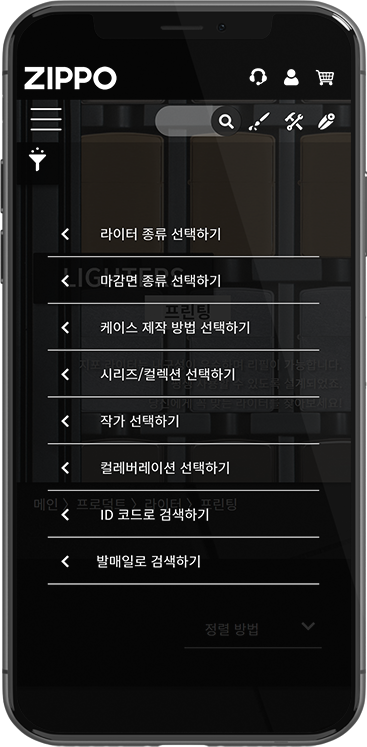 ZIPPO
라이터 종류 선택하기
LIGHTERS
마감면 종류 선택하기
프린팅
케이스 제작 방법 선택하기
시리즈/컬렉션 선택하기
작가 선택하기
컬레버레이션 선택하기
메인 > 프로덕트 > 라이터 > 프린팅
ID 코드로 검색하기
발매일로 검색하기
정렬 방법